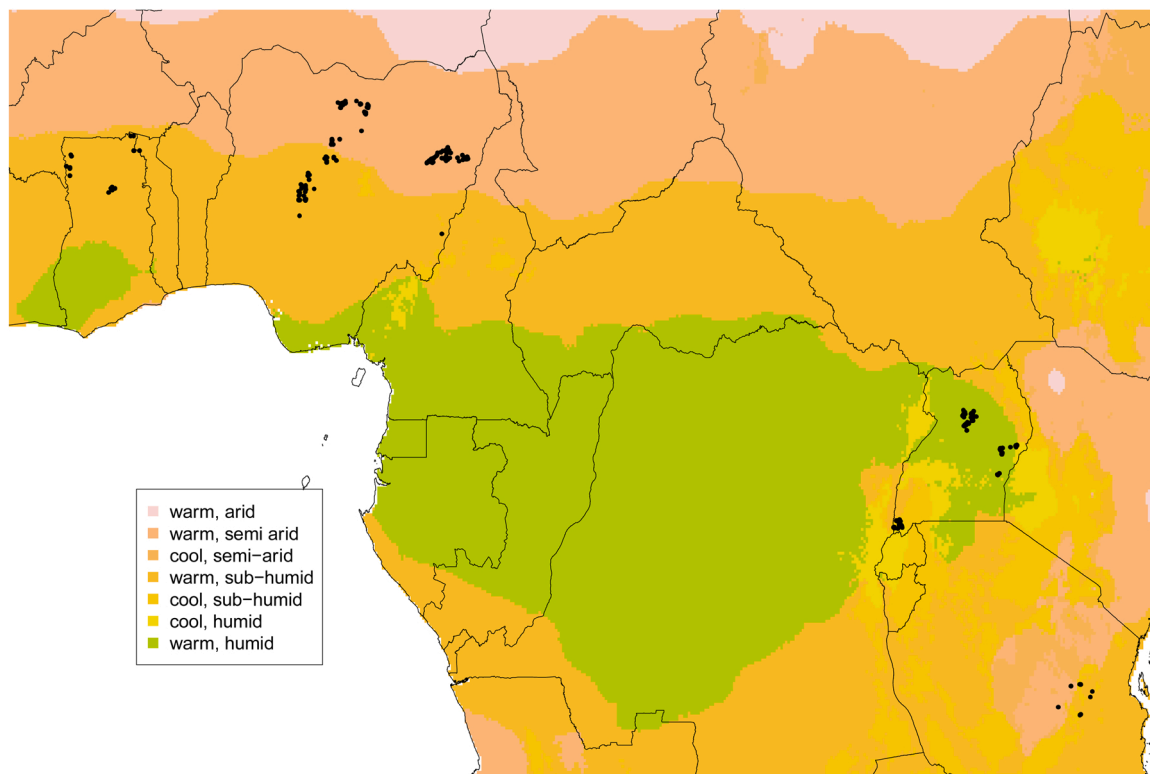 warm, arid
warm, semi arid
cool, semi−arid
warm, sub−humid
cool, sub−humid
cool, humid
warm, humid